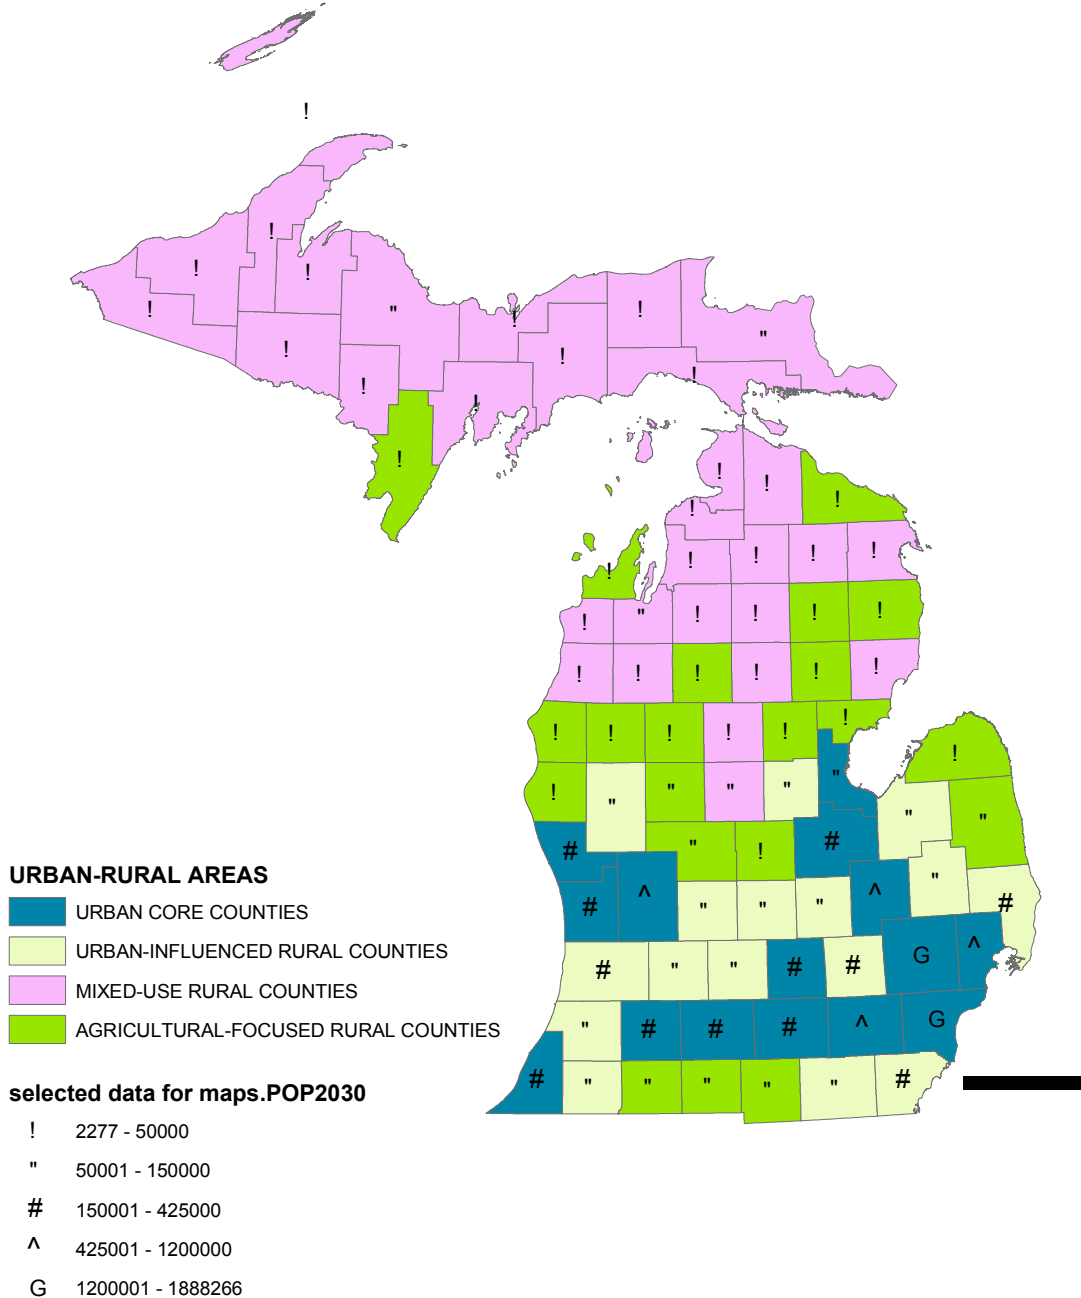 !
!
! !
! " ! !
"
! !
! ! !
! ! ! !
!
! ! ! !
!
! " ! ! ! !
! ! ! ! ! !
! ! ! ! ! !
!
! " " " " " " "
# " ! #
# ^ " " " ^ " #
# " " # # G ^
" # # # ^ G
# " " " " " #
URBAN-RURAL AREAS
URBAN CORE COUNTIES
URBAN-INFLUENCED RURAL COUNTIES
MIXED-USE RURAL COUNTIES
AGRICULTURAL-FOCUSED RURAL COUNTIES
selected data for maps.POP2030
! 2277 - 50000
" 50001 - 150000
# 150001 - 425000
^ 425001 - 1200000
G 1200001 - 1888266